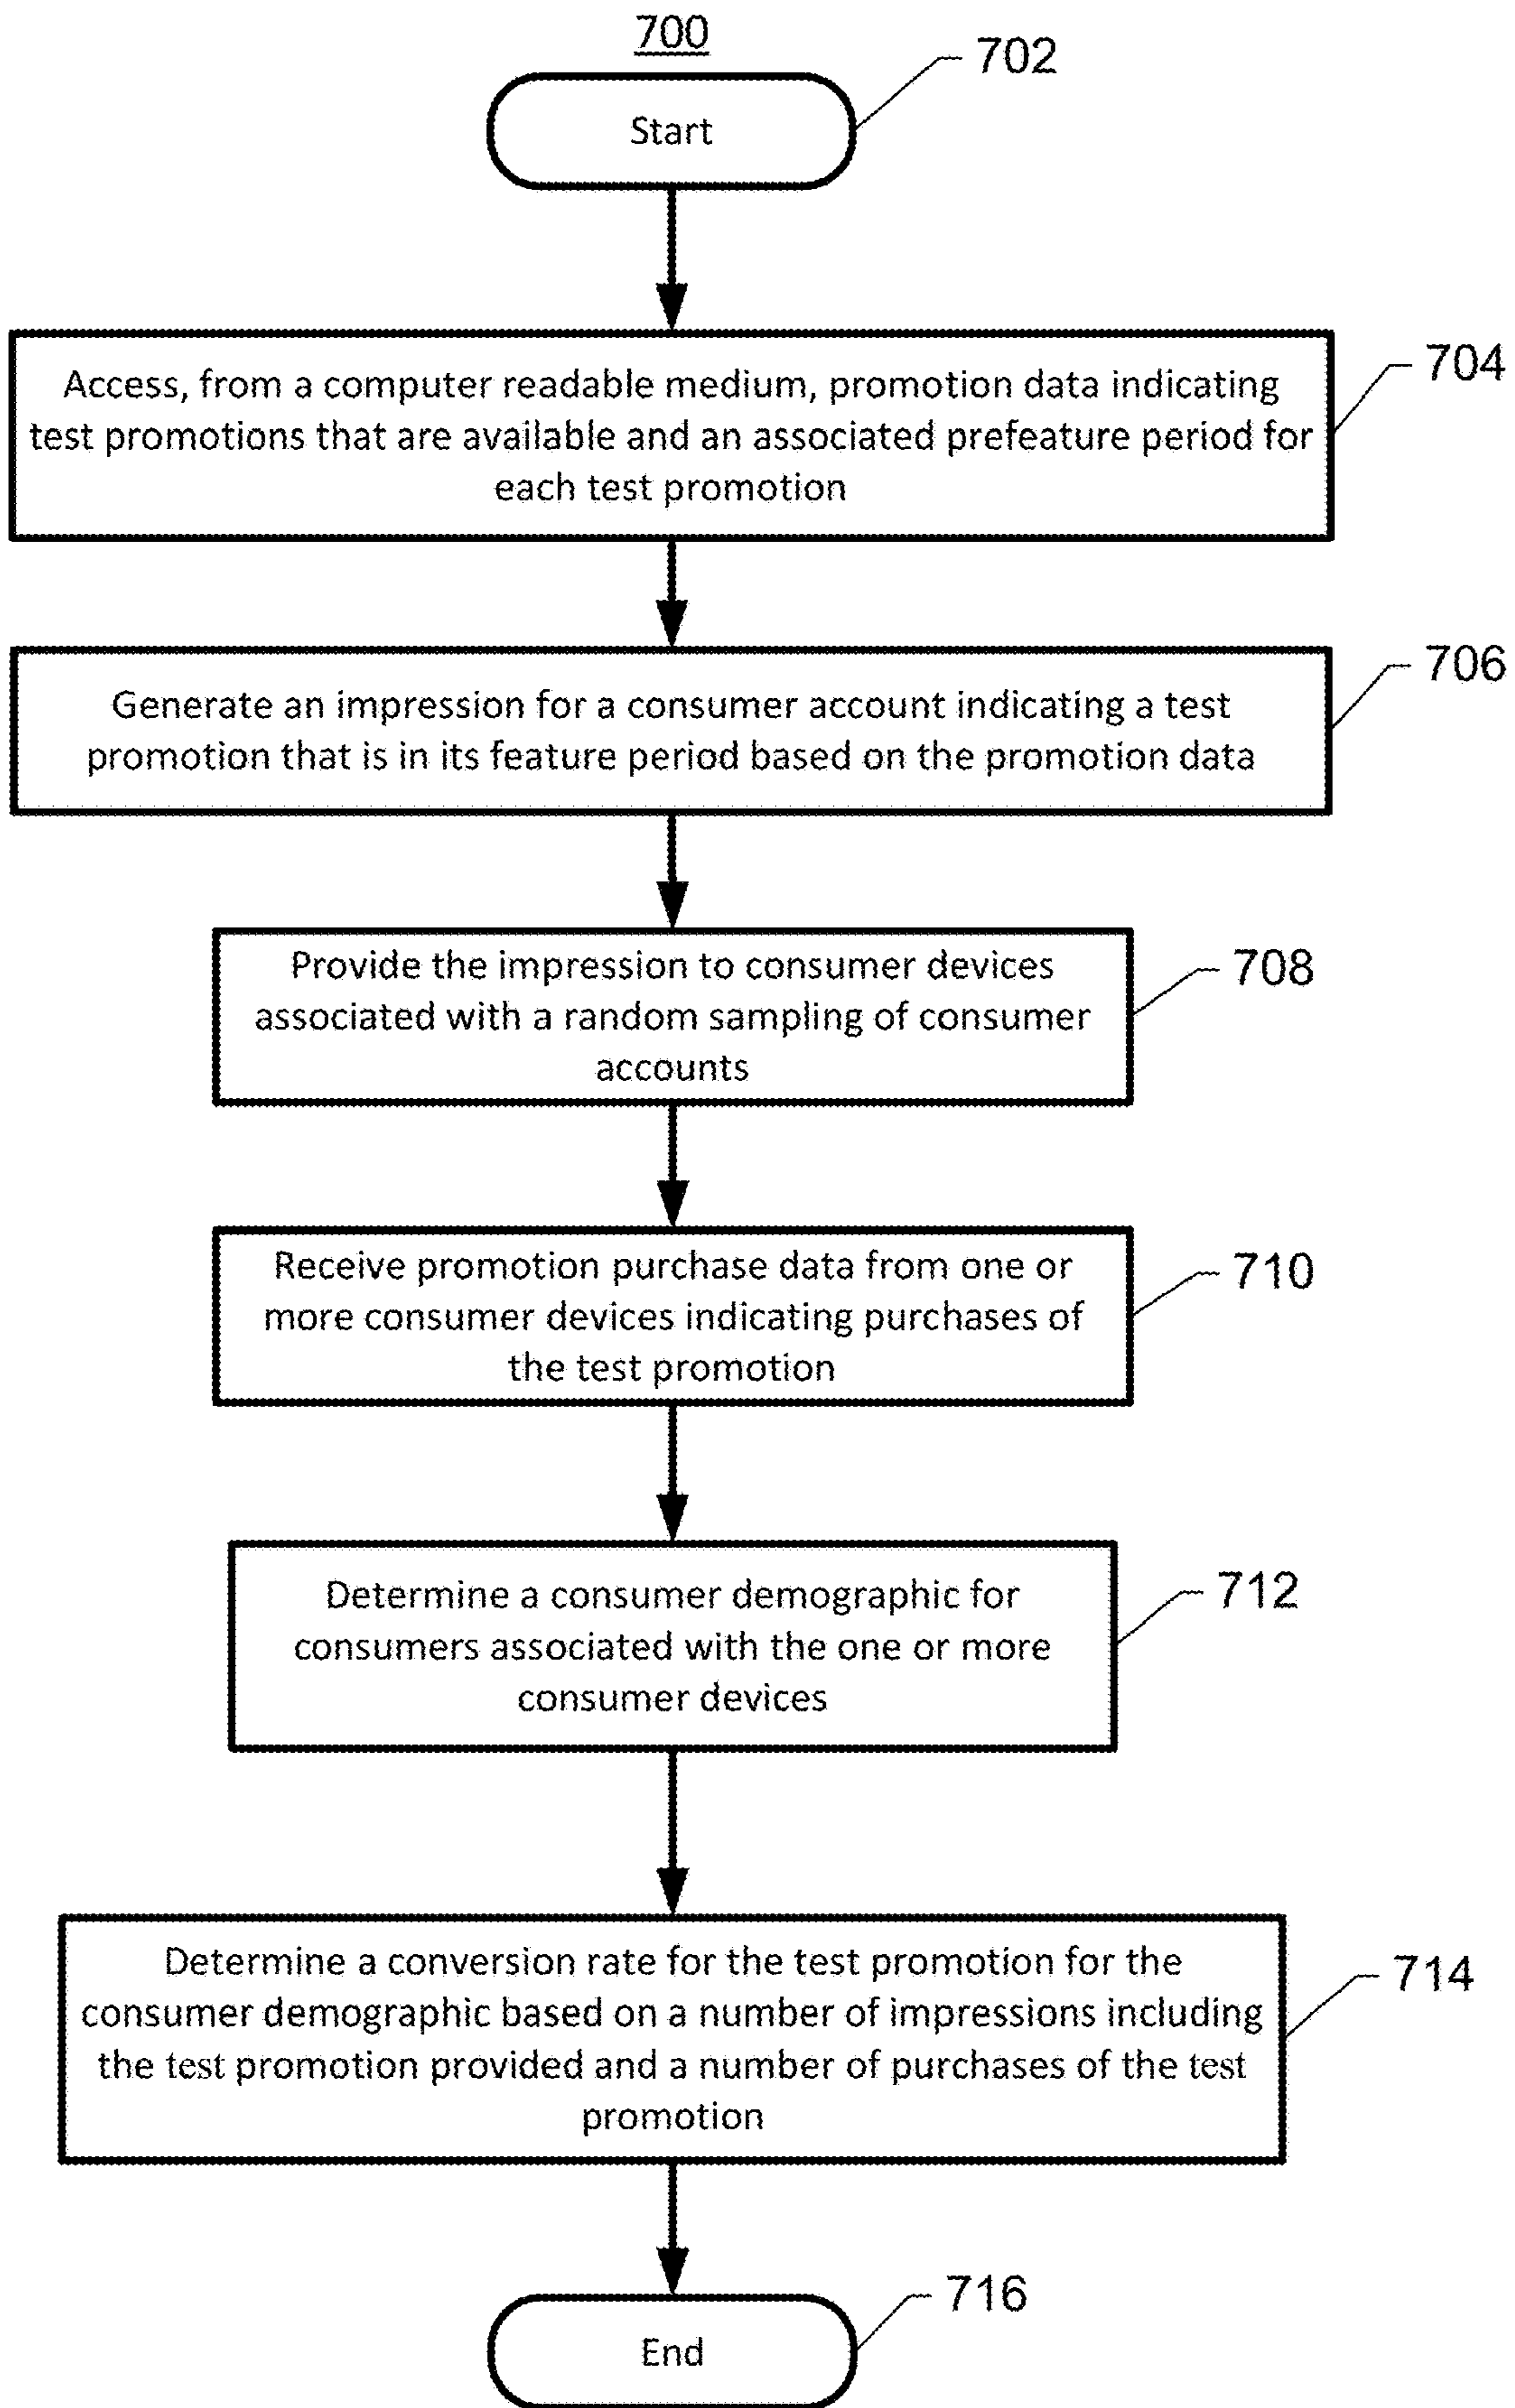 700
702
Start
704
Access, from a computer readable medium, promotion data indicating
test promotions that are available and an associated prefeature period for
each test promotion
706
Generate an impression for a consumer account indicating a test
promotion that is in its feature period based on the promotion data
708
Provide the impression to consumer devices
associated with a random sampling of consumer
accounts
710
Receive promotion purchase data from one or
more consumer devices indicating purchases of
the test promotion
712
Determine a consumer demographic for
consumers associated with the one or more
consumer devices
714
Determine a conversion rate for the test promotion for the
consumer demographic based on a number of impressions including
the test promotion provided and a number of purchases of the test
promotion
716
End